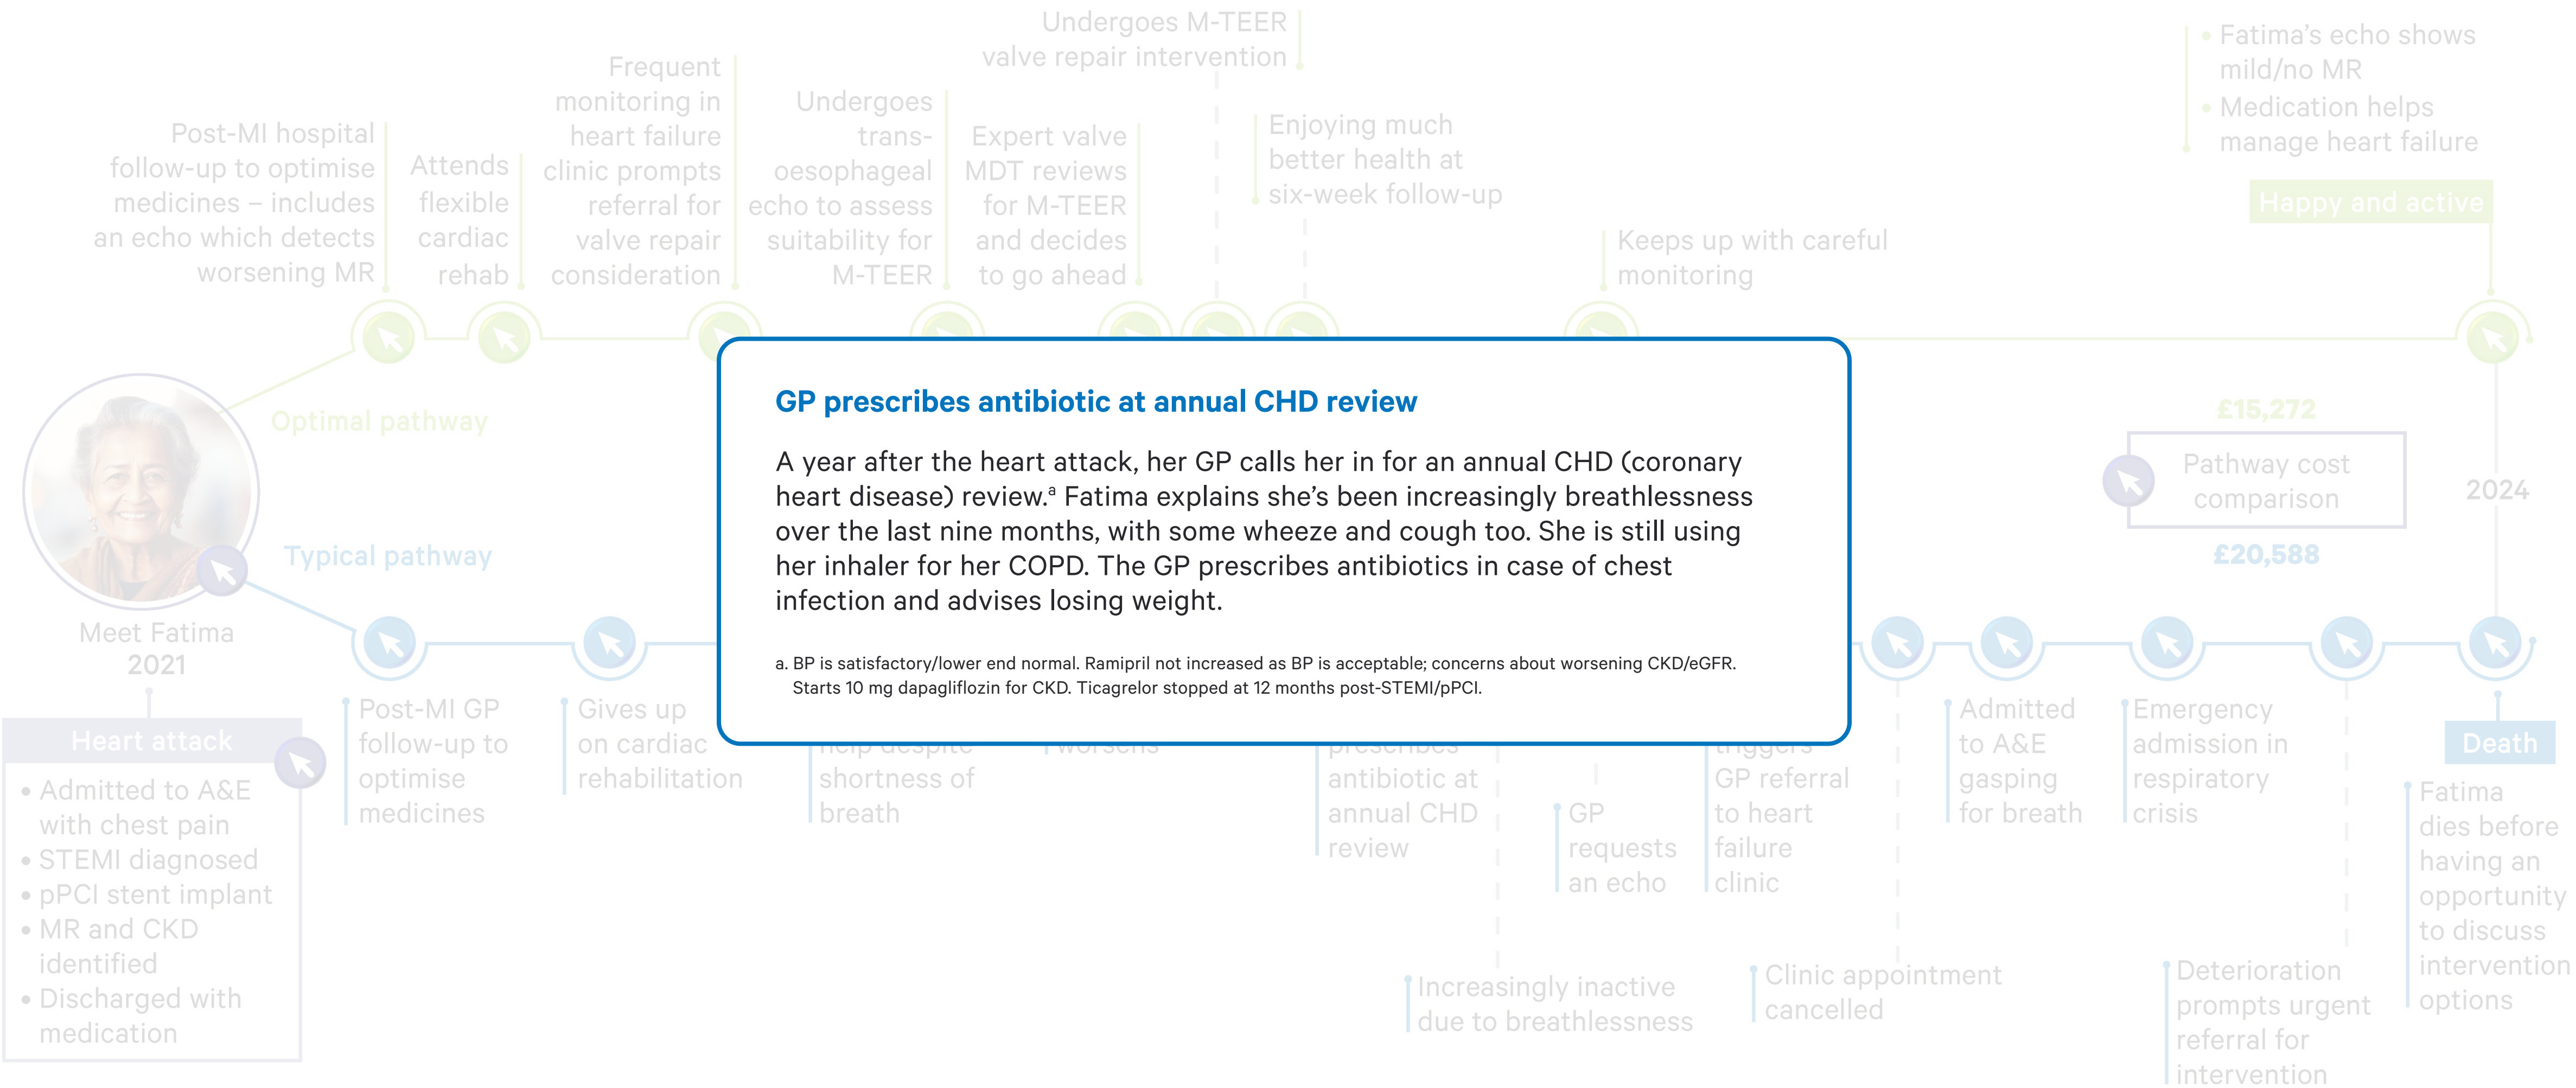 Undergoes M-TEER
valve repair intervention
Frequent
monitoring in
heart failure
clinic prompts
referral for
valve repair
consideration
Undergoes
trans-
oesophageal
echo to assess
suitability for
M-TEER
Post-MI hospital
follow-up to optimise
medicines – includes
an echo which detects
worsening MR
Attends
flexible
cardiac
rehab
Expert valve
MDT reviews
for M-TEER
and decides
to go ahead
Enjoying much
better health at
six-week follow-up
Keeps up with careful
monitoring
• Fatima’s echo shows
mild/no MR
• Medication helps
manage heart failure
Happy and active
Optimal pathway
Typical pathway
Meet Fatima
2021
Heart attack
• Admitted to A&E
with chest pain
• STEMI diagnosed
• pPCI stent implant
• MR and CKD
identified
• Discharged with
medication
GP prescribes antibiotic at annual CHD review
A year after the heart attack, her GP calls her in for an annual CHD (coronary
heart disease) review.ᵃ Fatima explains she’s been increasingly breathlessness
over the last nine months, with some wheeze and cough too. She is still using
her inhaler for her COPD. The GP prescribes antibiotics in case of chest
infection and advises losing weight.
a. BP is satisfactory/lower end normal. Ramipril not increased as BP is acceptable; concerns about worsening CKD/eGFR.
Starts 10 mg dapagliflozin for CKD. Ticagrelor stopped at 12 months post-STEMI/pPCI.
£15,272
Pathway cost
comparison
£20,588
2024
Post-MI GP
follow-up to
optimise
medicines
Gives up
on cardiac
rehabilitation
help despite
shortness of
breath
worsens
prescribes
antibiotic at
annual CHD
review
Increasingly inactive
due to breathlessness
GP
requests
an echo
triggers
GP referral
to heart
failure
clinic
Clinic appointment
cancelled
Admitted
to A&E
gasping
for breath
Emergency
admission in
respiratory
crisis
Deterioration
prompts urgent
referral for
intervention
Death
Fatima
dies before
having an
opportunity
to discuss
intervention
options